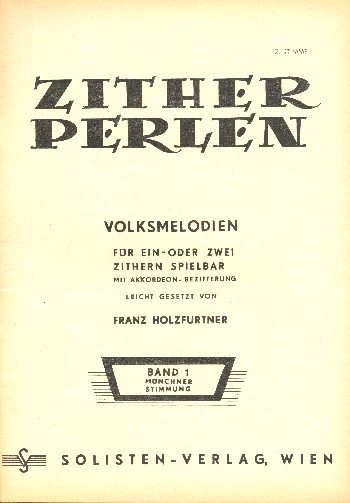 2. STIMME
ZITHER
PERLEN
VOLKSMELODIEN
FÜR EIN-ODER ZWEI
ZITHERN SPIELBAR
MIT AKKORDEON-BEZIFFERUNG
LEICHT GESETZT VON
FRANZ HOLZFURTNER
BAND 1
MÜNCHNER
STIMMUNG
SOLISTEN-VERLAG, WIEN